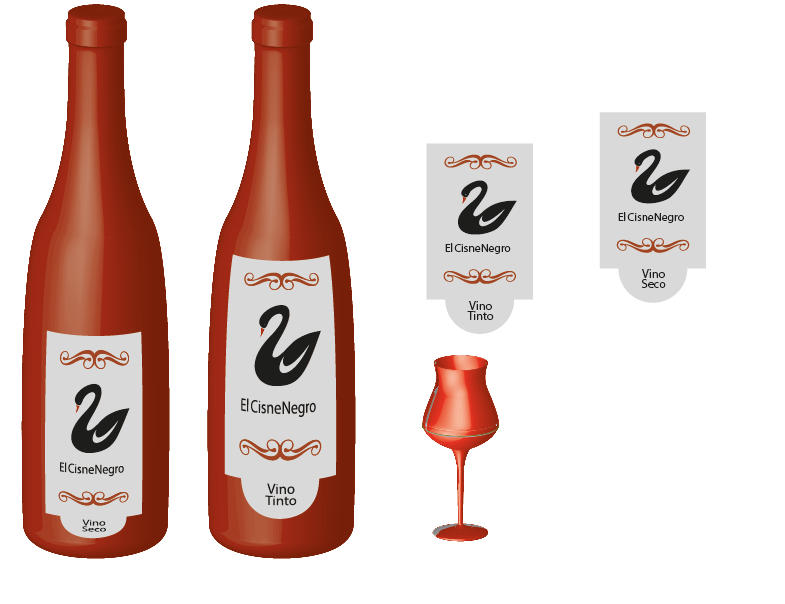 El CisneNegro
Vino
Seco
El CisneNegro
Vino
Tinto
El CisneNegro
Vino
Tinto
El CisneNegro
Vino
Seco